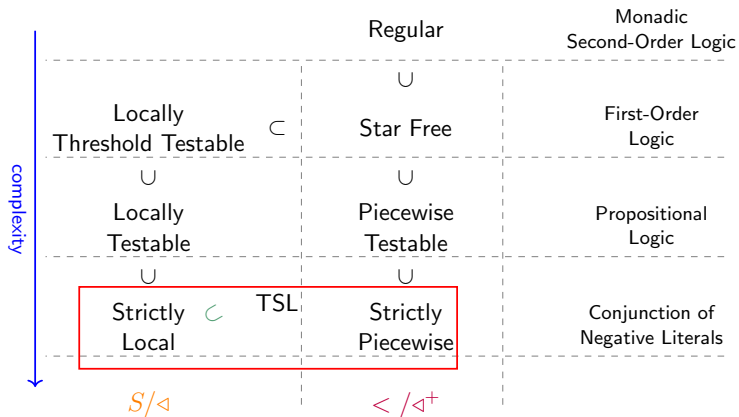 Regular
Monadic
Second-Order Logic
∪
Locally
Threshold Testable
⊂
Star Free
First-Order
Logic
∪
∪
Locally
Testable
Piecewise
Testable
Propositional
Logic
∪
∪
Strictly
Local
⊂
TSL
Strictly
Piecewise
Conjunction of
Negative Literals
complexity
S/◃
< /◃⁺